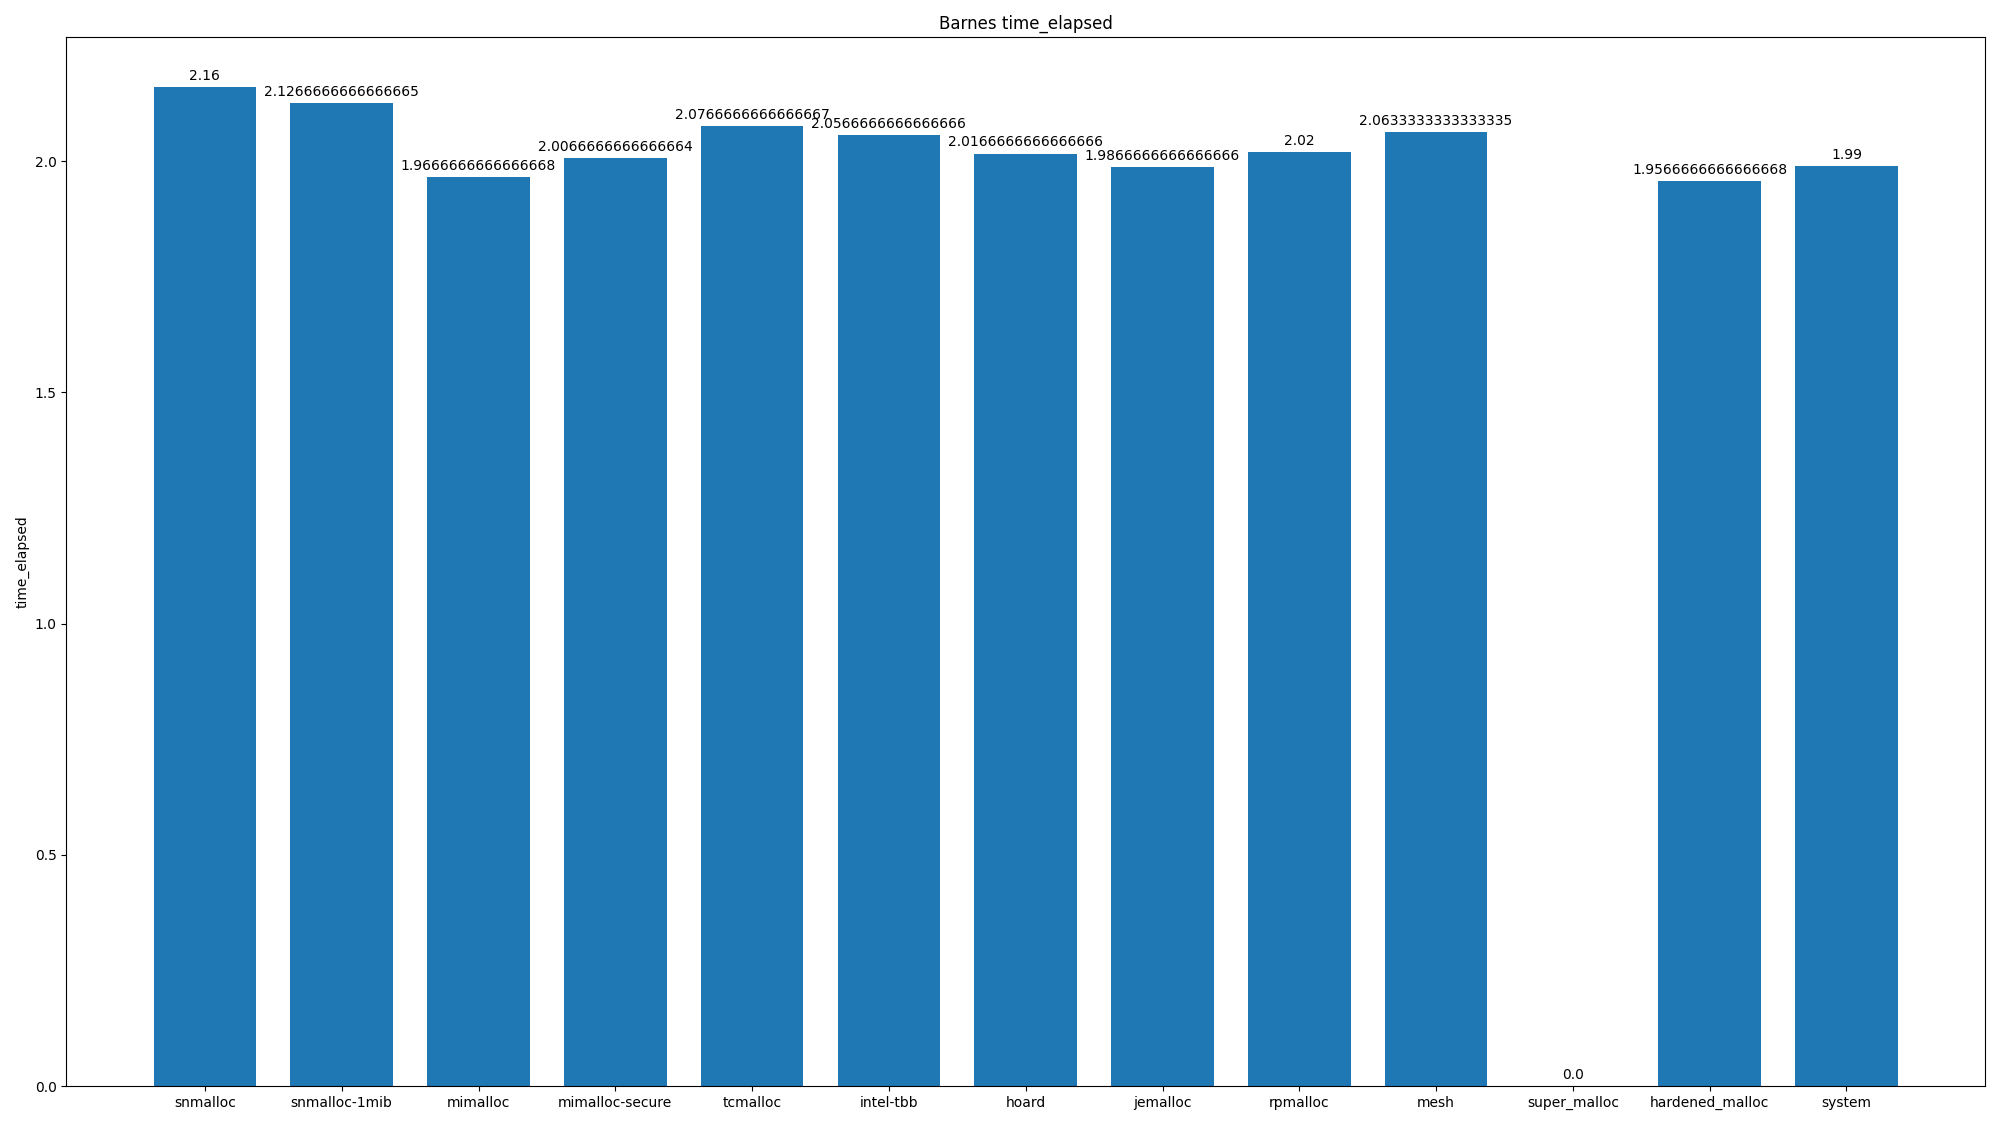 Barnes time_elapsed
2.16
2.1266666666666665
1.9666666666666668
2.0066666666666664
2.0766666666666667
2.0566666666666666
2.0166666666666666
1.9866666666666666
2.02
2.0633333333333335
0.0
1.9566666666666668
1.99
time_elapsed
2.0
1.5
1.0
0.5
0.0
snmalloc
snmalloc-1mib
mimalloc
mimalloc-secure
tcmalloc
intel-tbb
hoard
jemalloc
rpmalloc
mesh
super_malloc
hardened_malloc
system